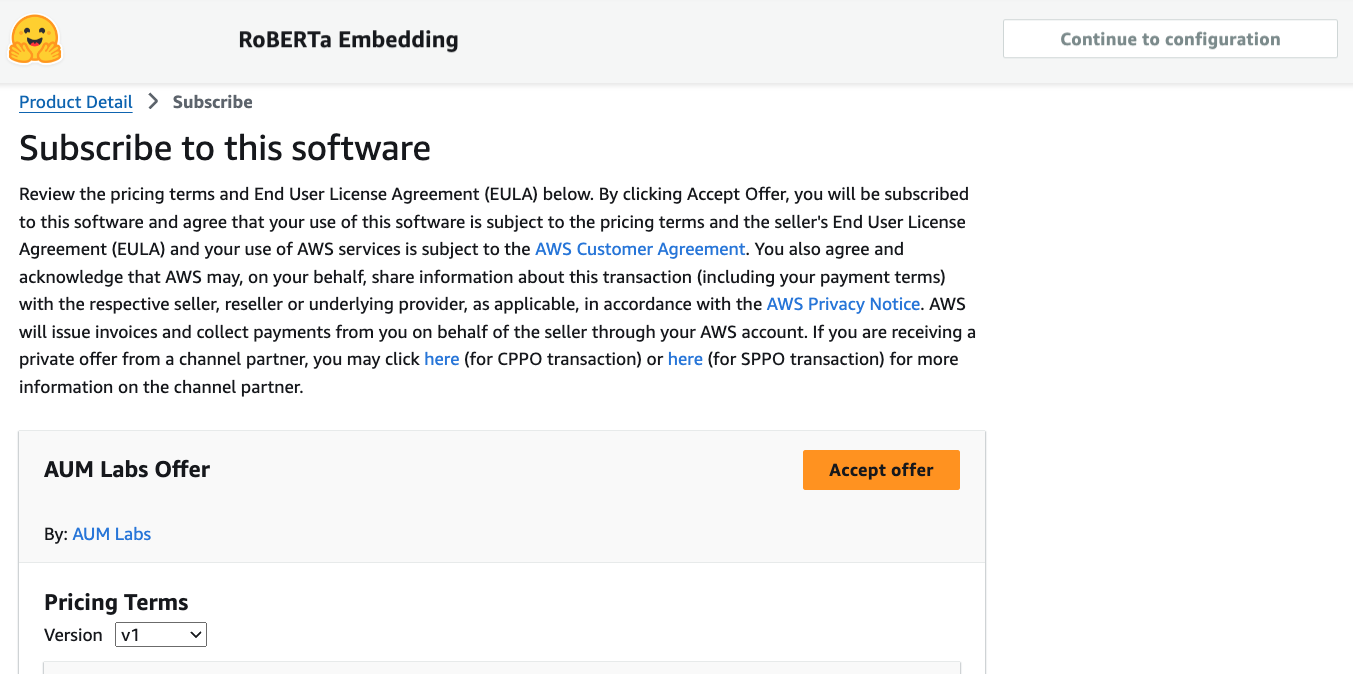 RoBERTa Embedding
Continue to configuration
Product Detail > Subscribe
Subscribe to this software
Review the pricing terms and End User License Agreement (EULA) below. By clicking Accept Offer, you will be subscribed
to this software and agree that your use of this software is subject to the pricing terms and the seller's End User License
Agreement (EULA) and your use of AWS services is subject to the AWS Customer Agreement. You also agree and
acknowledge that AWS may, on your behalf, share information about this transaction (including your payment terms)
with the respective seller, reseller or underlying provider, as applicable, in accordance with the AWS Privacy Notice. AWS
will issue invoices and collect payments from you on behalf of the seller through your AWS account. If you are receiving a
private offer from a channel partner, you may click here (for CPPO transaction) or here (for SPPO transaction) for more
information on the channel partner.
AUM Labs Offer
Accept offer
By: AUM Labs
Pricing Terms
Version v1